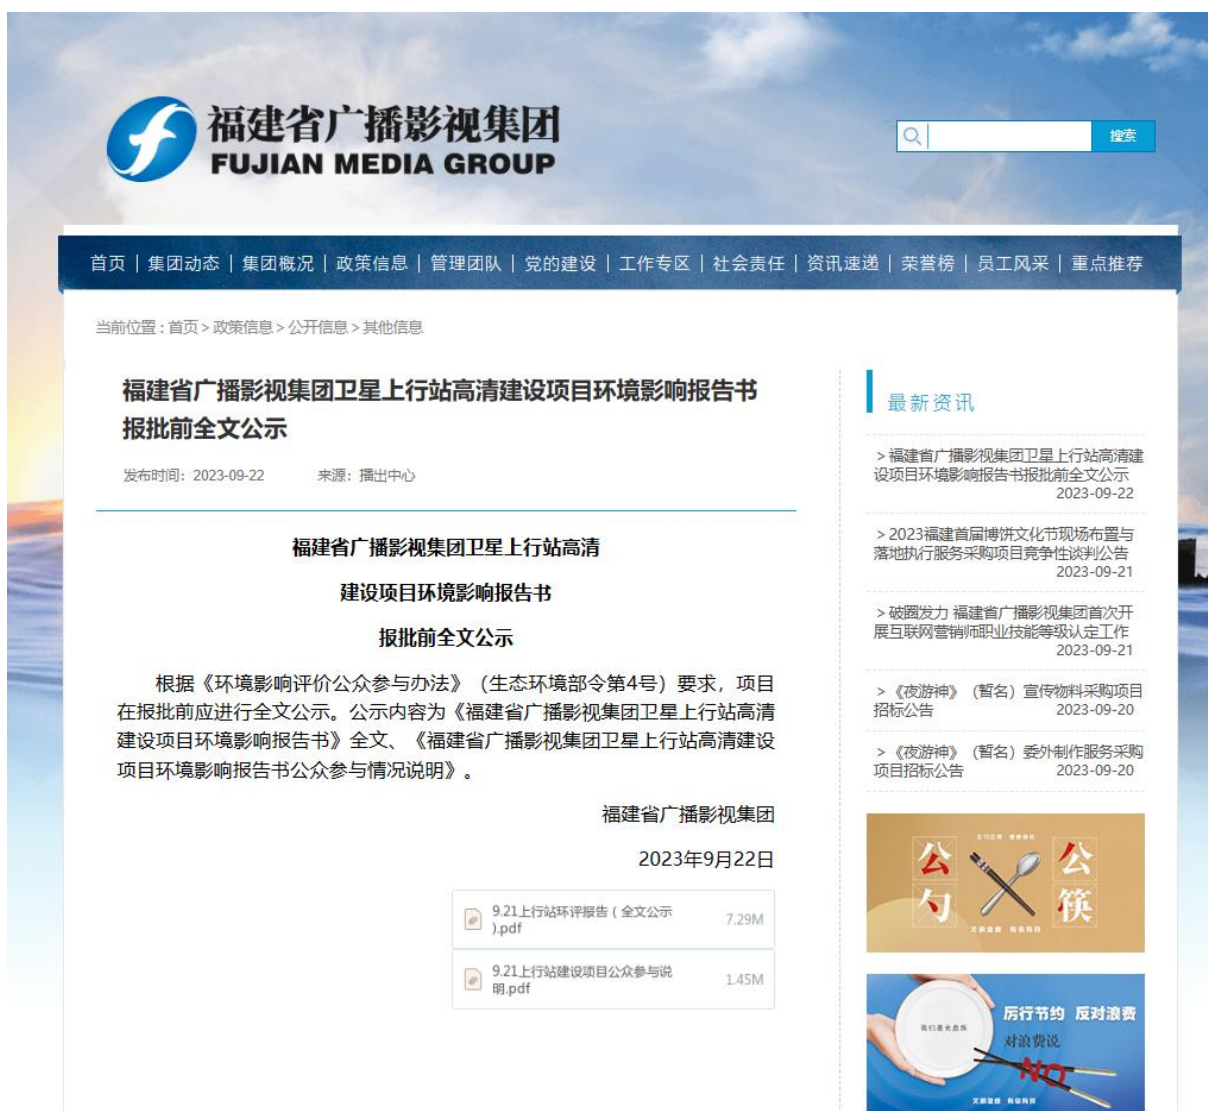 福建省广播影视集团
FUJIAN MEDIA GROUP
搜索
首页 | 集团动态 | 集团概况 | 政策信息 | 管理团队 | 党的建设 | 工作专区 | 社会责任 | 资讯速递 | 荣誉榜 | 员工风采 | 重点推荐
当前位置：首页 > 政策信息 > 公开信息 > 其他信息
福建省广播影视集团卫星上行站高清建设项目环境影响报告书
报批前全文公示
发布时间：2023-09-22 来源：播出中心
福建省广播影视集团卫星上行站高清
建设项目环境影响报告书
报批前全文公示
根据《环境影响评价公众参与办法》（生态环境部令第4号）要求，项目
在报批前应进行全文公示。公示内容为《福建省广播影视集团卫星上行站高清
建设项目环境影响报告书》全文、《福建省广播影视集团卫星上行站高清建设
项目环境影响报告书公众参与情况说明》。
福建省广播影视集团
2023年9月22日
9.21上行站环评报告（全文公示
).pdf
7.29M
9.21上行站建设项目公众参与说
明.pdf
1.45M
最新资讯
> 福建省广播影视集团卫星上行站高清建
设项目环境影响报告书报批前全文公示
2023-09-22
> 2023福建首届博饼文化节现场布置与
落地执行服务采购项目竞争性谈判公告
2023-09-21
> 破圈发力 福建省广播影视集团首次开
展互联网营销师职业技能等级认定工作
2023-09-21
> 《夜游神》（暂名）宣传物料采购项目
招标公告 2023-09-20
> 《夜游神》（暂名）委外制作服务采购
项目招标公告 2023-09-20
公勺
公筷
我们是光盘族
厉行节约 反对浪费
对浪费说
NO